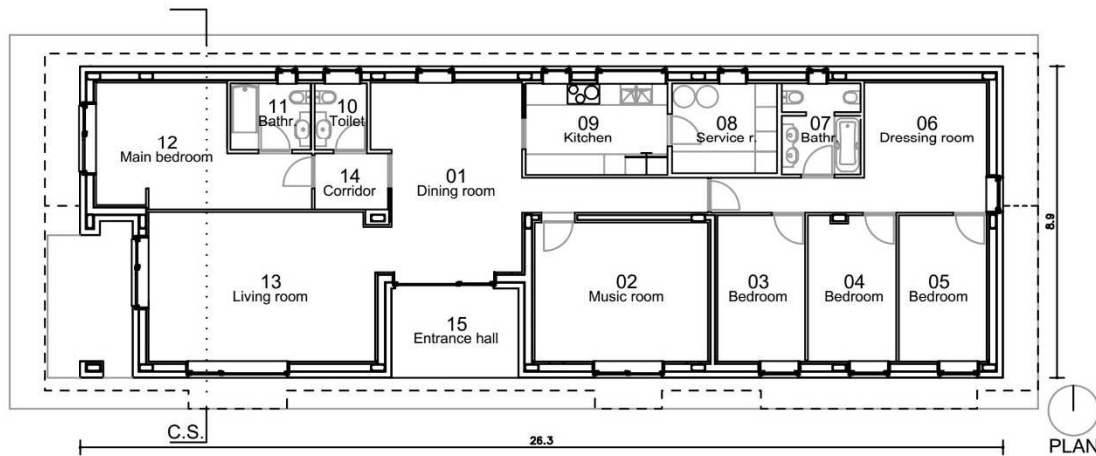 11
Bathr.
10
Toilet
12
Main bedroom
14
Corridor
01
Dining room
09
Kitchen
08
Service r.
07
Bathr.
06
Dressing room
13
Living room
15
Entrance hall
02
Music room
03
Bedroom
04
Bedroom
05
Bedroom
8.9
C.S.
26.3
PLAN